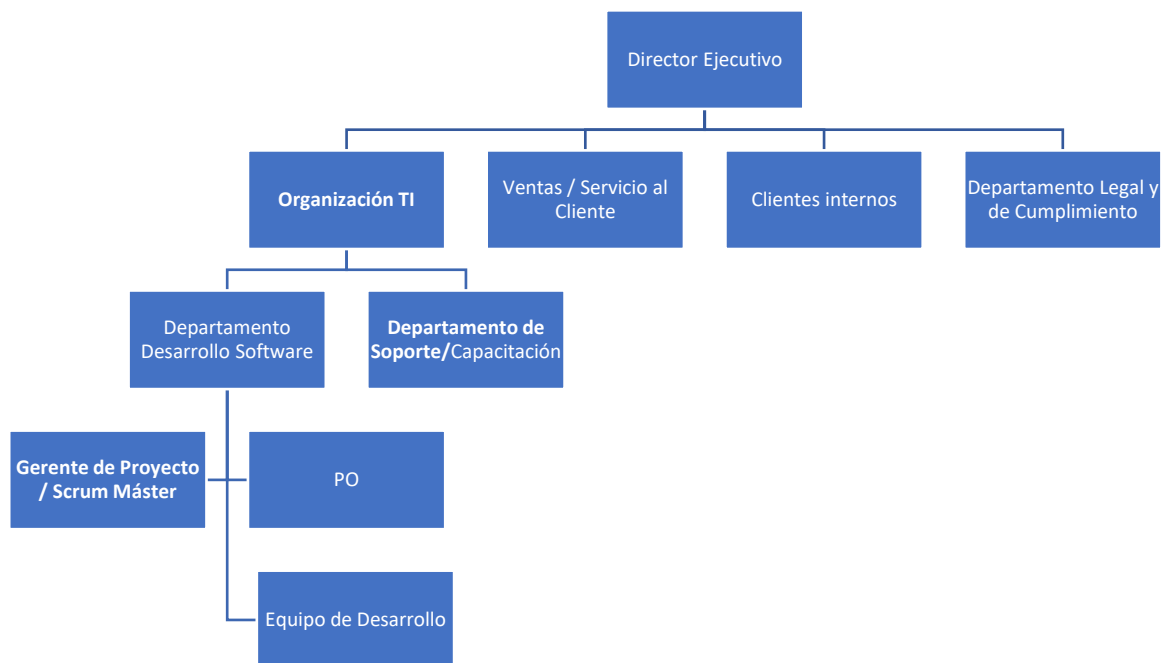 Director Ejecutivo
Organización TI
Ventas / Servicio al
Cliente
Clientes internos
Departamento Legal y
de Cumplimiento
Departamento
Desarrollo Software
Departamento de
Soporte/Capacitación
Gerente de Proyecto
/ Scrum Máster
PO
Equipo de Desarrollo